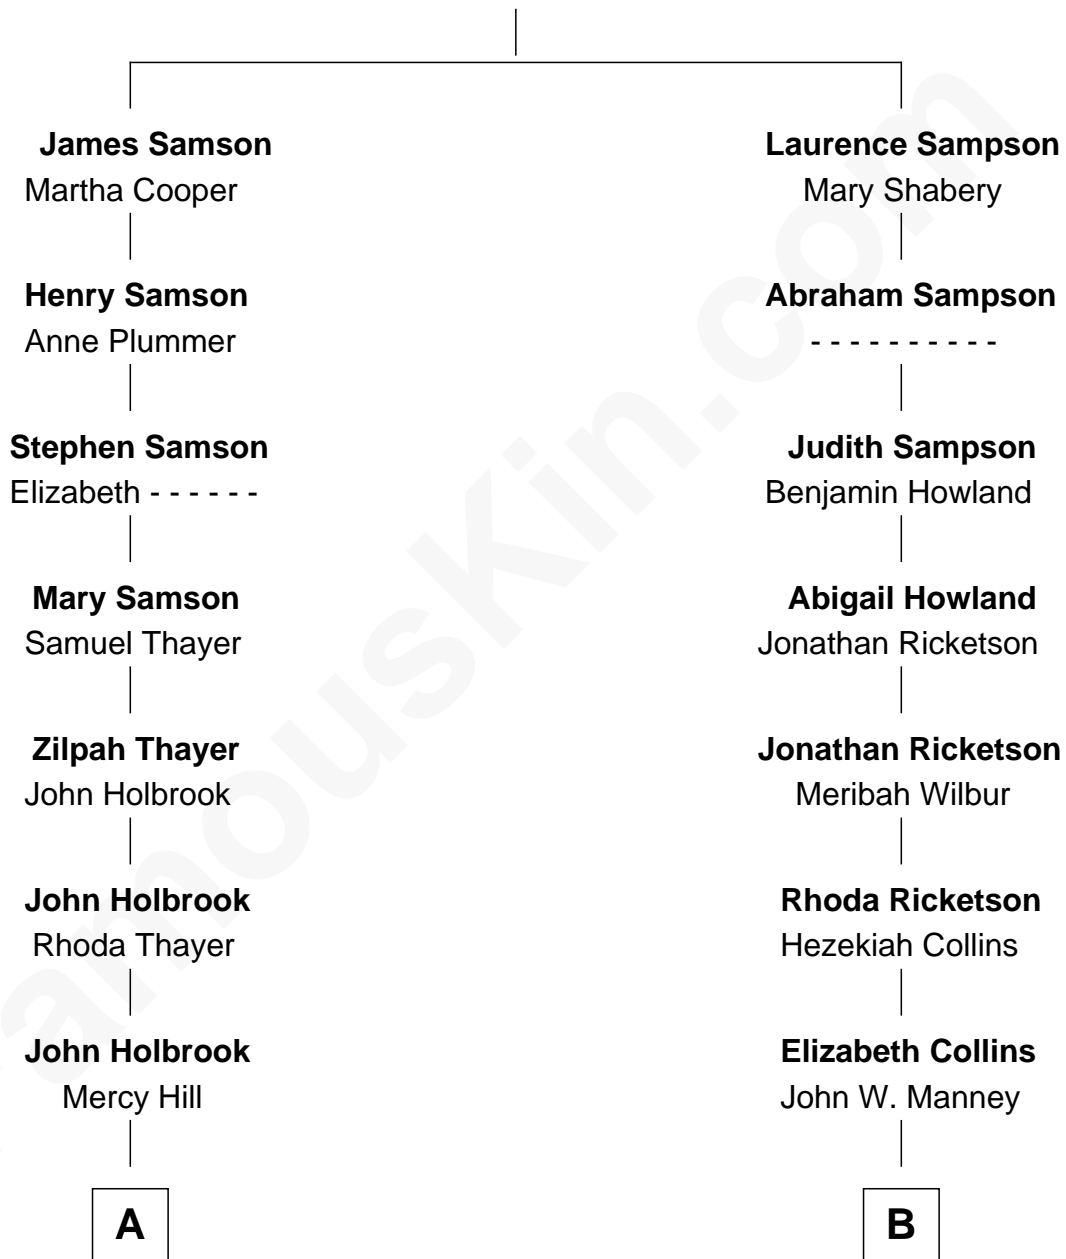 James Samson
Martha Cooper
Laurence Sampson
Mary Shabery
Henry Samson
Anne Plummer
Abraham Sampson
- - - - - - - - - -
Stephen Samson
Elizabeth - - - - - -
Judith Sampson
Benjamin Howland
Mary Samson
Samuel Thayer
Abigail Howland
Jonathan Ricketson
Zilpah Thayer
John Holbrook
Jonathan Ricketson
Meribah Wilbur
John Holbrook
Rhoda Thayer
Rhoda Ricketson
Hezekiah Collins
John Holbrook
Mercy Hill
Elizabeth Collins
John W. Manney
A
B
amouskin.com